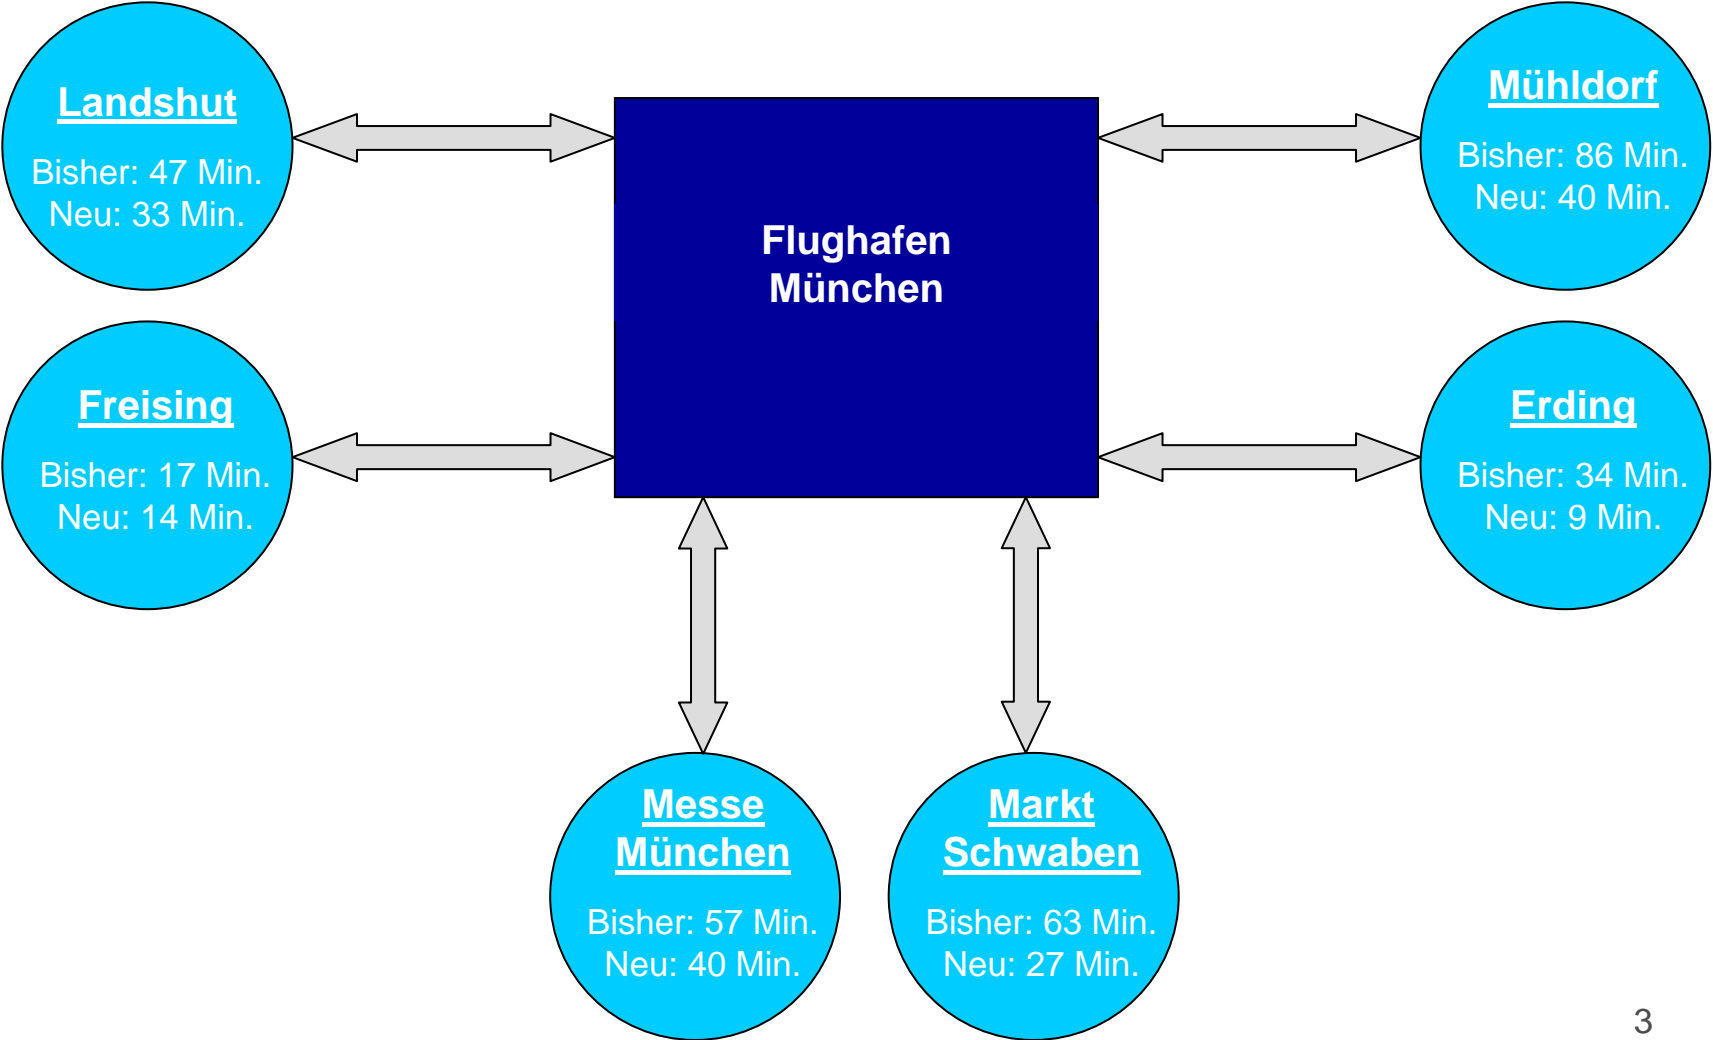 Landshut
Bisher: 47 Min.
Neu: 33 Min.
Flughafen
München
Mühldorf
Bisher: 86 Min.
Neu: 40 Min.
Freising
Bisher: 17 Min.
Neu: 14 Min.
Erding
Bisher: 34 Min.
Neu: 9 Min.
Messe
München
Bisher: 57 Min.
Neu: 40 Min.
Markt
Schwaben
Bisher: 63 Min.
Neu: 27 Min.
3